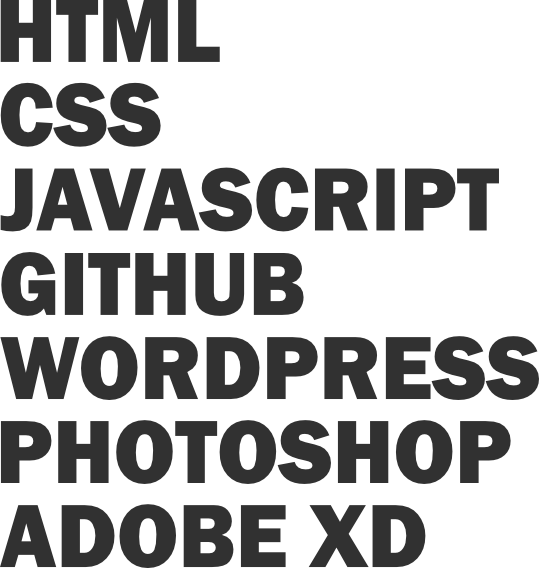 HTML
CSS
JAVASCRIPT
GITHUB
WORDPRESS
PHOTOSHOP
ADOBE XD